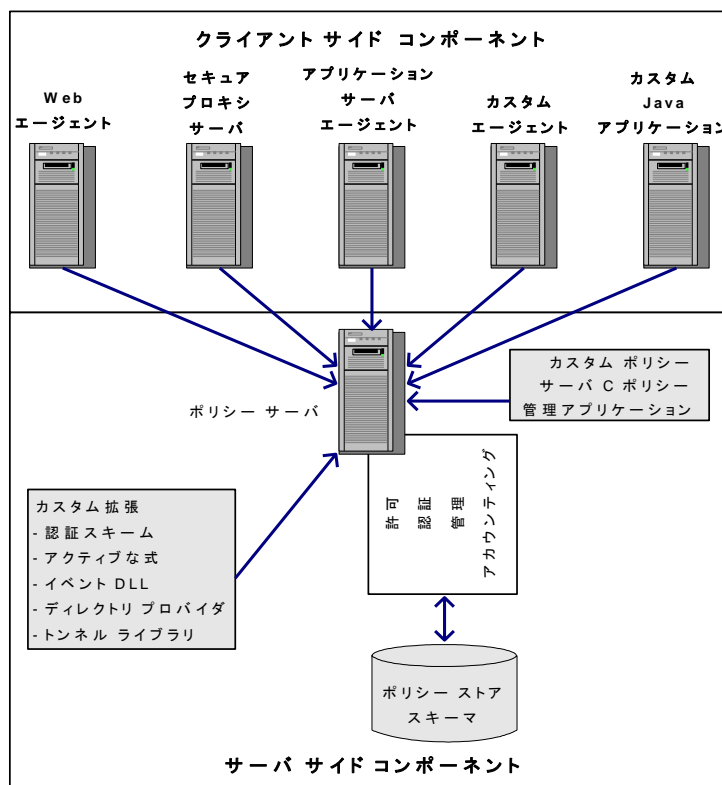 クライアント サイド コンポーネント
Web
エージェント
セキュア
プロキシ
サーバ
アプリケーション
サーバ
エージェント
カスタム
エージェント
カスタム
Java
アプリケーション
ポリシー サーバ
カスタム ポリシー
サーバ C ポリシー
管理アプリケーション
許可
認証
管理
アカウンティング
カスタム拡張
- 認証スキーム
- アクティブな式
- イベント DLL
- ディレクトリ プロバイダ
- トンネル ライブラリ
ポリシー ストア
スキーマ
サーバ サイド コンポーネント